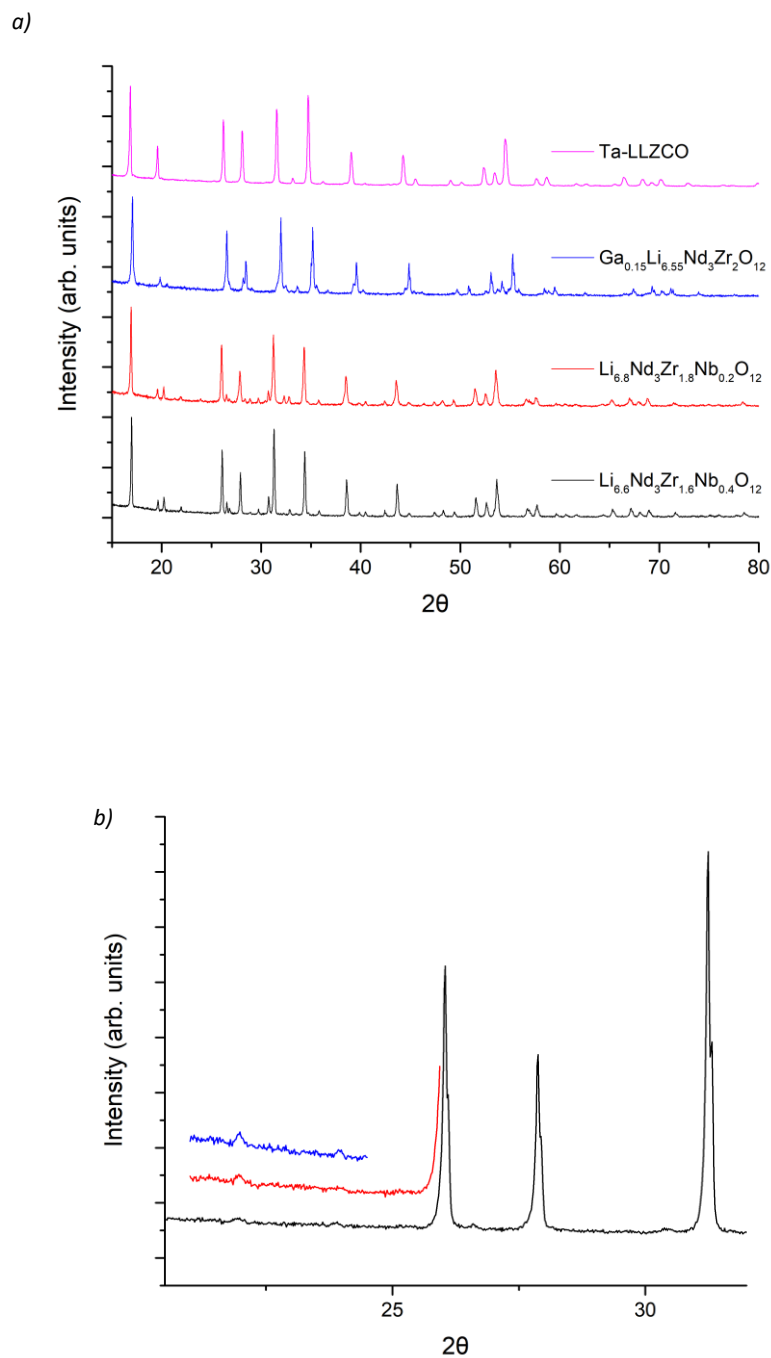 a)
Intensity (arb. units)
Ta-LLZCO
Ga0.15Li6.55Nd3Zr2O12
Li6.8Nd3Zr1.8Nb0.2O12
Li6.6Nd3Zr1.6Nb0.4O12
20 30 40 50 60 70 80
2θ
b)
Intensity (arb. units)
25 30
2θ